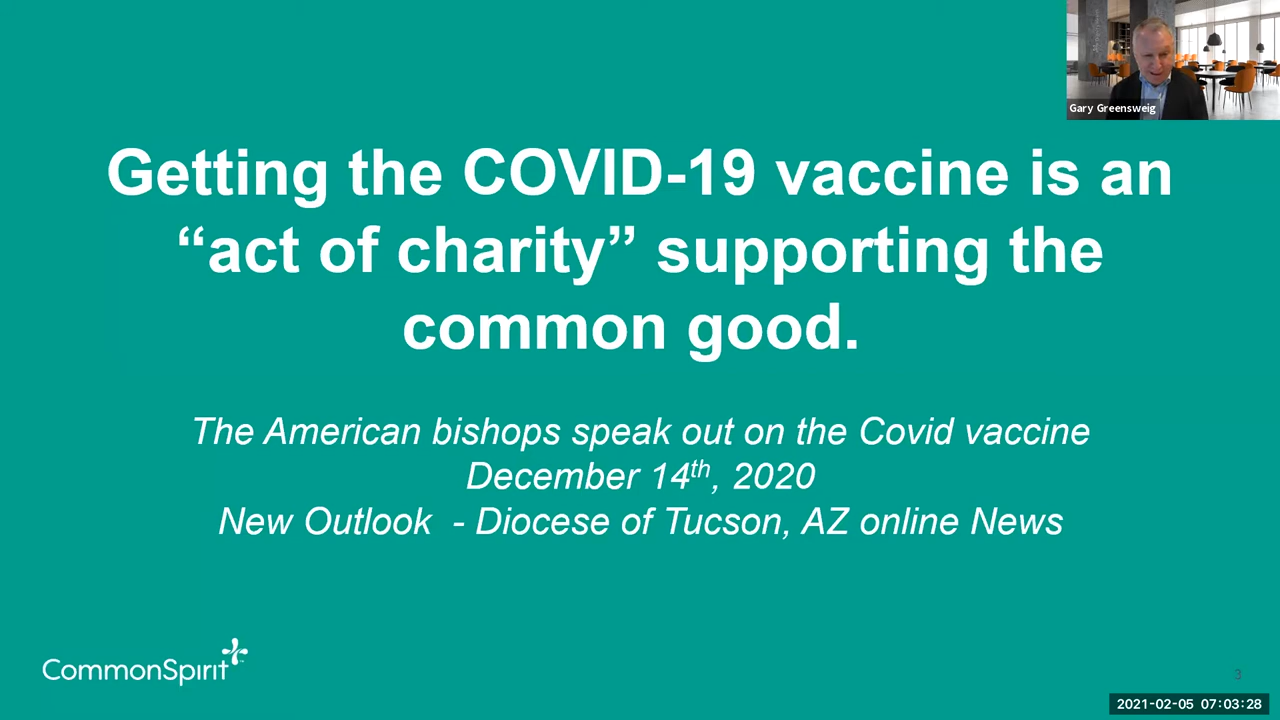 Gary Greensweig
Getting the COVID-19 vaccine is an
“act of charity” supporting the
common good.
The American bishops speak out on the Covid vaccine
December 14th, 2020
New Outlook - Diocese of Tucson, AZ online News
CommonSpirit
3
2021-02-05 07:03:28